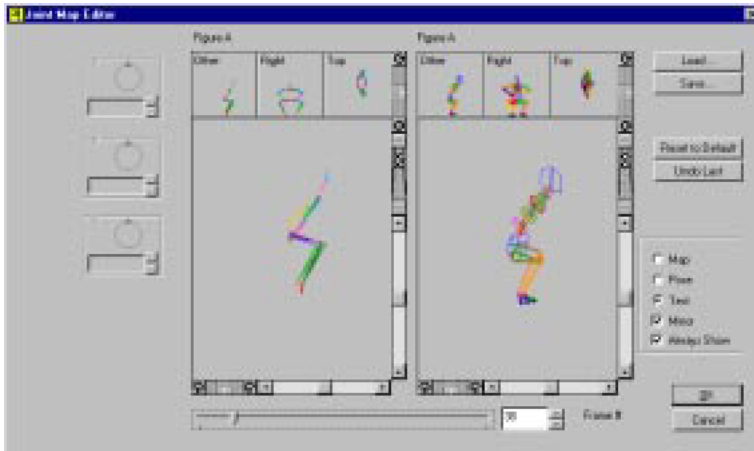 Joint Map Editor
Figure A
Figure A
Other Right Top
Other Right Top
Load...
Save...
Reset to Default
Undo Last
Map
Pose
Test
Mirror
Always Show
Frame #
Cancel